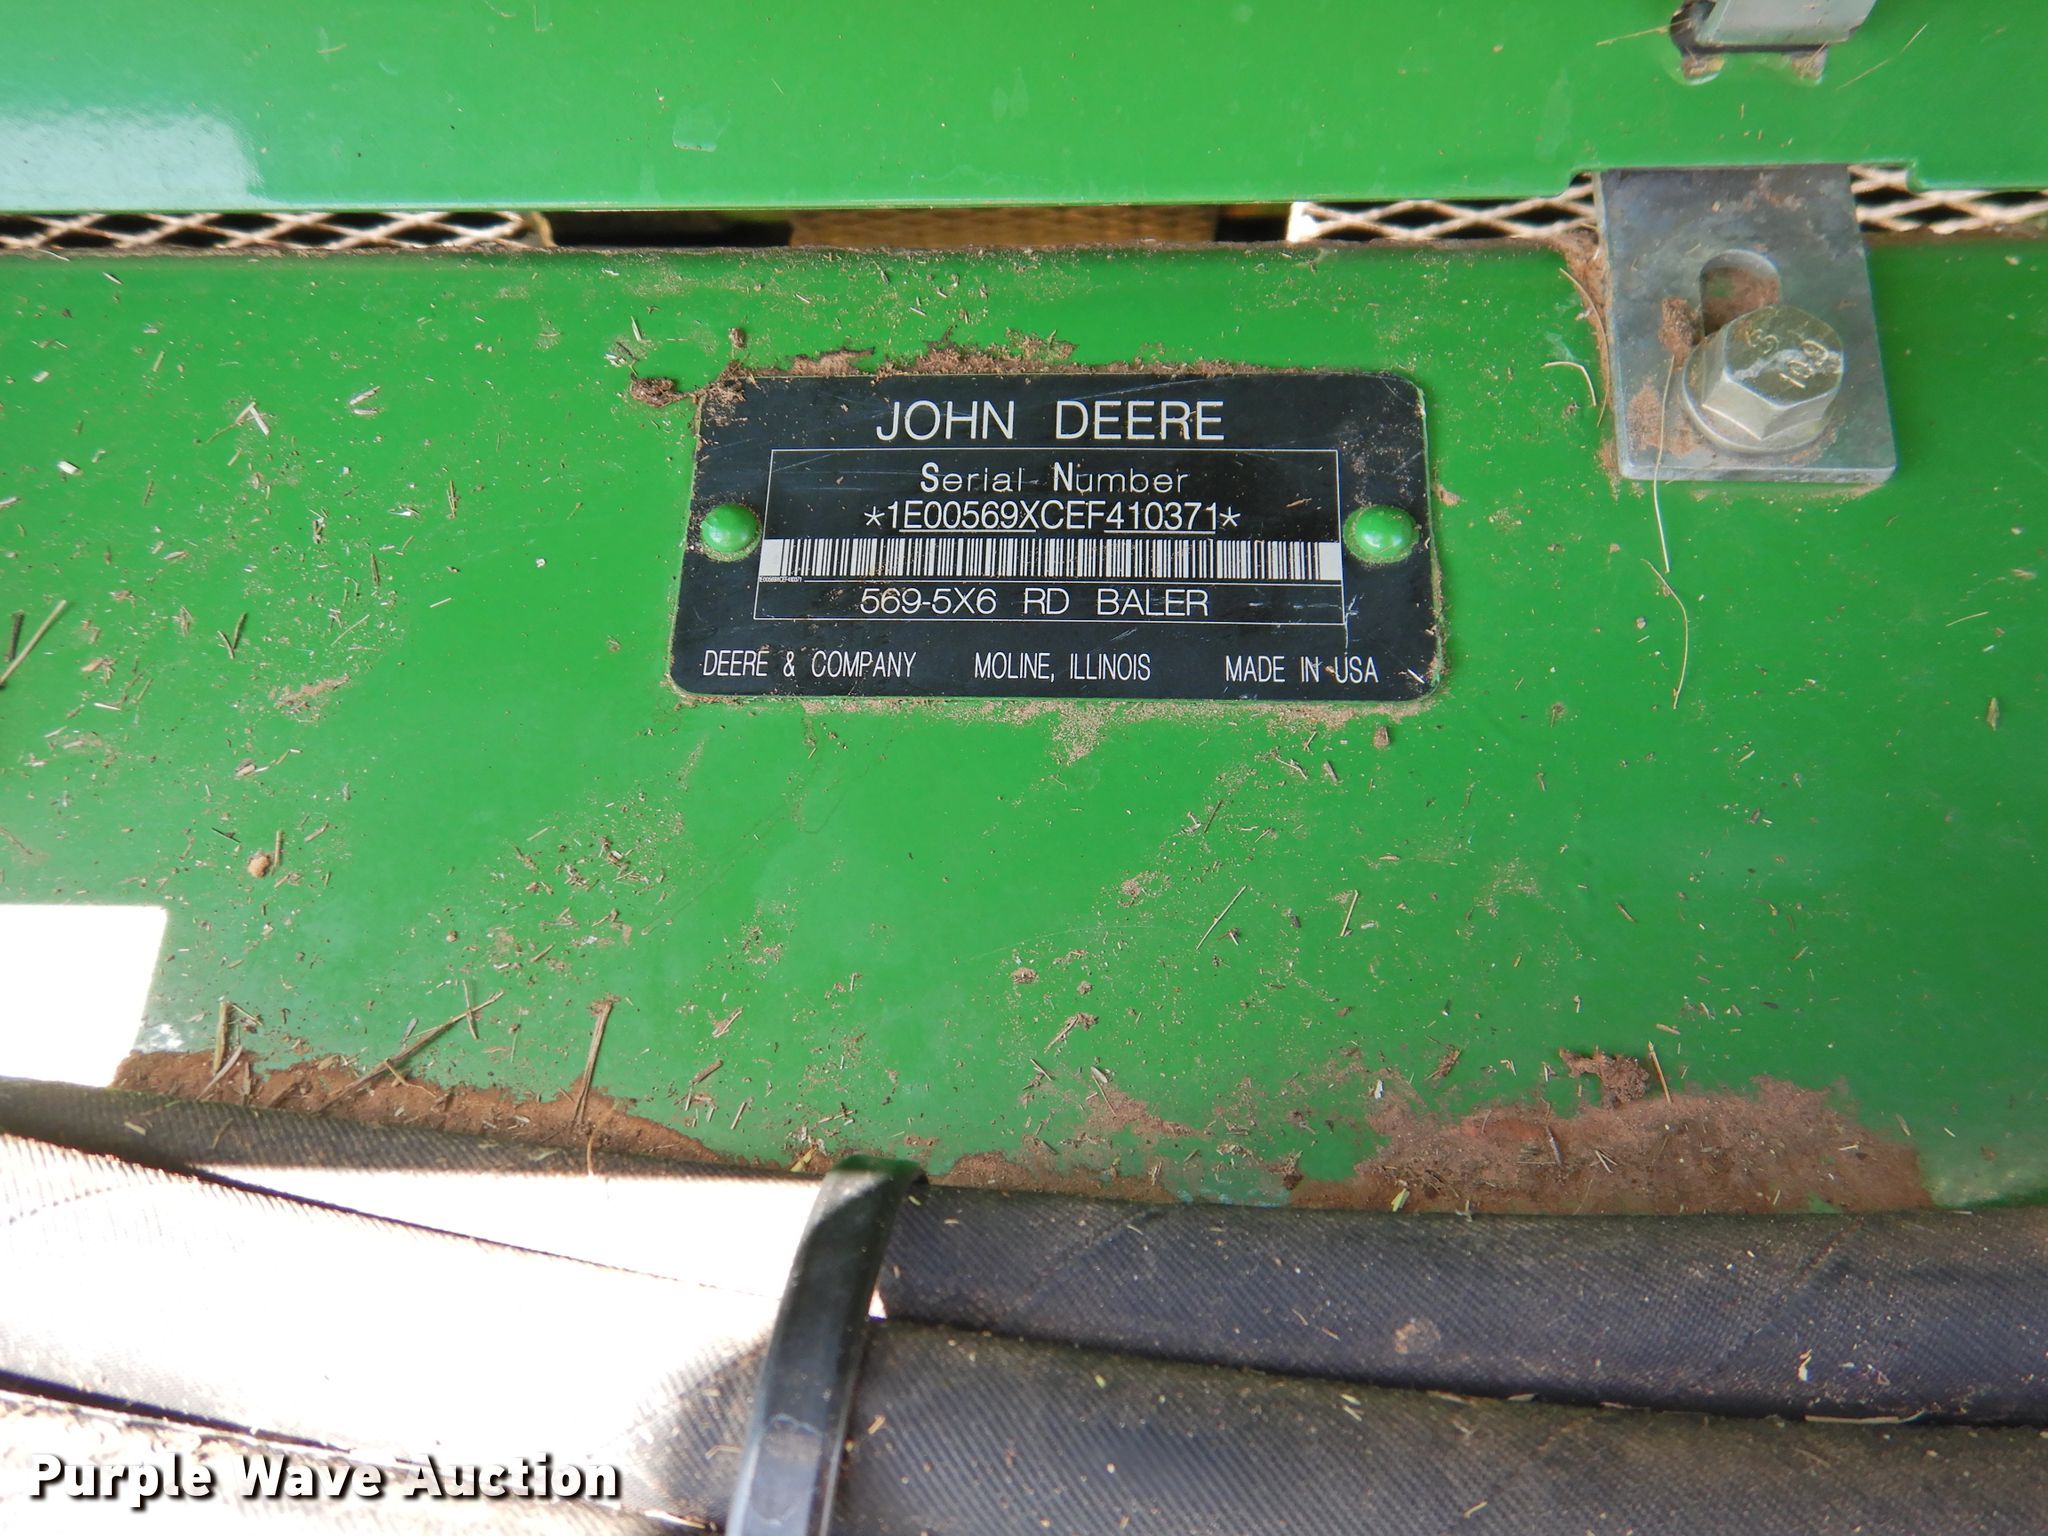 JOHN DEERE
Serial Number
*1E00569XCEF410371*
1E00569XCEF410371
569-5X6 RD BALER
DEERE & COMPANY MOLINE, ILLINOIS MADE IN USA
Purple Wave Auction